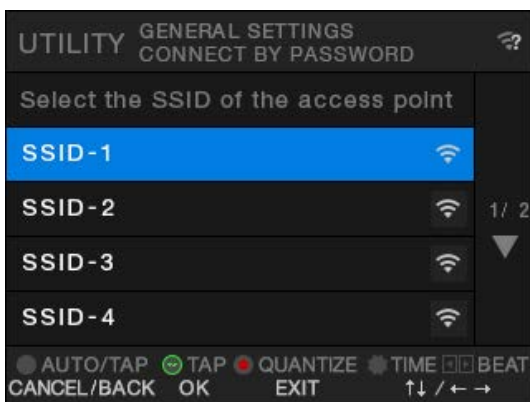 UTILITY GENERAL SETTINGS
CONNECT BY PASSWORD
Select the SSID of the access point
SSID-1
SSID-2
SSID-3
SSID-4
1/ 2
AUTO/TAP TAP QUANTIZE TIME BEAT
CANCEL/BACK OK EXIT ↑↓ / ← →